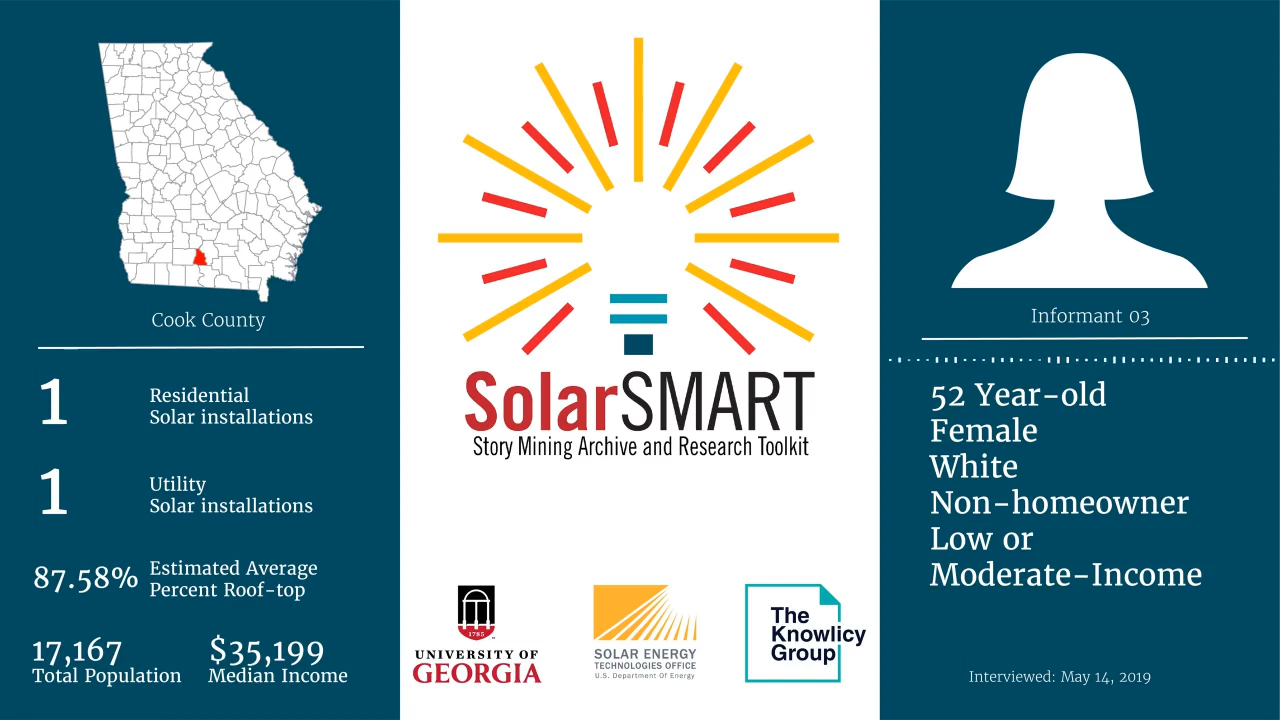 Cook County
1
Residential
Solar installations
1
Utility
Solar installations
87.58%
Estimated Average
Percent Roof-top
17,167
Total Population
$35,199
Median Income
SolarSMART
Story Mining Archive and Research Toolkit
1785
UNIVERSITY OF
GEORGIA
SOLAR ENERGY
TECHNOLOGIES OFFICE
U.S. Department Of Energy
The
Knowlicy
Group
Informant 03
52 Year-old
Female
White
Non-homeowner
Low or
Moderate-Income
Interviewed: May 14, 2019